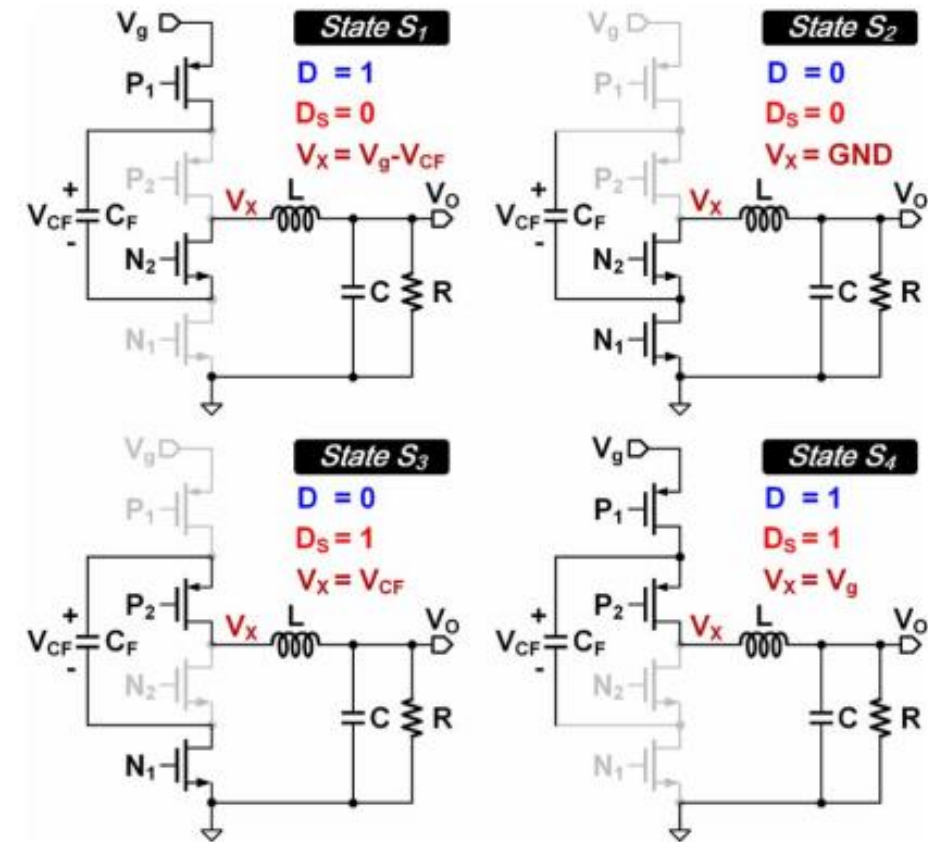 State S1
Vg
D = 1
P1
DS = 0
VX = Vg-VCF
P2
+
VCF
CF
-
VX
L
VO
N2
C
R
N1
State S2
Vg
D = 0
P1
DS = 0
VX = GND
P2
+
VCF
CF
-
VX
L
VO
N2
C
R
N1
State S3
Vg
D = 0
P1
DS = 1
VX = VCF
P2
+
VCF
CF
-
VX
L
VO
N2
C
R
N1
State S4
Vg
D = 1
P1
DS = 1
VX = Vg
P2
+
VCF
CF
-
VX
L
VO
N2
C
R
N1